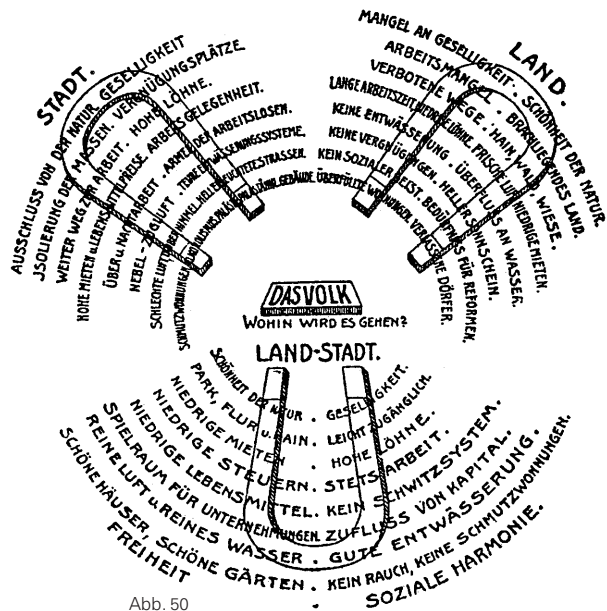 STADT.
AUSSCHLUSS VON DER NATUR. GESELLIGKEIT
JSOLIERUNG DER MASSEN. VERGNÜGUNGSPLÄTZE.
WEITER WEG ZUR ARBEIT. HOHE LÖHNE.
HOHE MIETEN u. LEBENSMITTELPREISE. ARBEITSGELEGENHEIT.
ÜBER u. NACHTARBEIT. ARMEE DER ARBEITSLOSEN.
NEBEL - ZUGLUFT. TEURE ENTWÄSSERUNGSSYSTEME.
SCHLECHTE LUFT. HIMMEL. HELLERLEUCHTETE STRASSEN.
SCHMUTZWOHNUNGEN GEBÄUDE.
LAND.
MANGEL AN GESELLIGKEIT. SCHÖNHEIT DER NATUR.
ARBEITSMANGEL. BRACHLIEGENDES LAND.
VERBOTENE WEGE. HAIN, WALD, WIESE.
LANGE ARBEITSZEIT, LÖHNE. FRISCHE LUFT. NIEDRIGE MIETEN.
KEINE ENTWÄSSERUNG. ÜBERFLUSS AN WASSER.
KEINE VERGNÜGUNGEN. HELLER SONNSCHEIN.
KEIN SOZIALER GEIST. BEDÜRFNIS FÜR REFORMEN.
ÜBERFÜLLTE WOHNUNGEN, VERLASSENE DÖRFER.
DAS VOLK
WOHIN WIRD ES GEHEN?
LAND-STADT.
SCHÖNHEIT DER NATUR. GESELLIGKEIT.
PARK, FLUR u. HAIN. LEICHT ZUGÄNGLICH.
NIEDRIGE MIETEN. HOHE LÖHNE.
NIEDRIGE STEUERN. STETS ARBEIT.
NIEDRIGE LEBENSMITTEL. KEIN SCHWITZSYSTEM.
SPIELRAUM FÜR UNTERNEHMUNGEN. ZUFLUSS VON KAPITAL.
REINE LUFT u. REINES WASSER. GUTE ENTWÄSSERUNG.
SCHÖNE HÄUSER, SCHÖNE GÄRTEN. KEIN RAUCH, KEINE SCHMUTZWOHNUNGEN.
FREIHEIT . SOZIALE HARMONIE.
Abb. 50